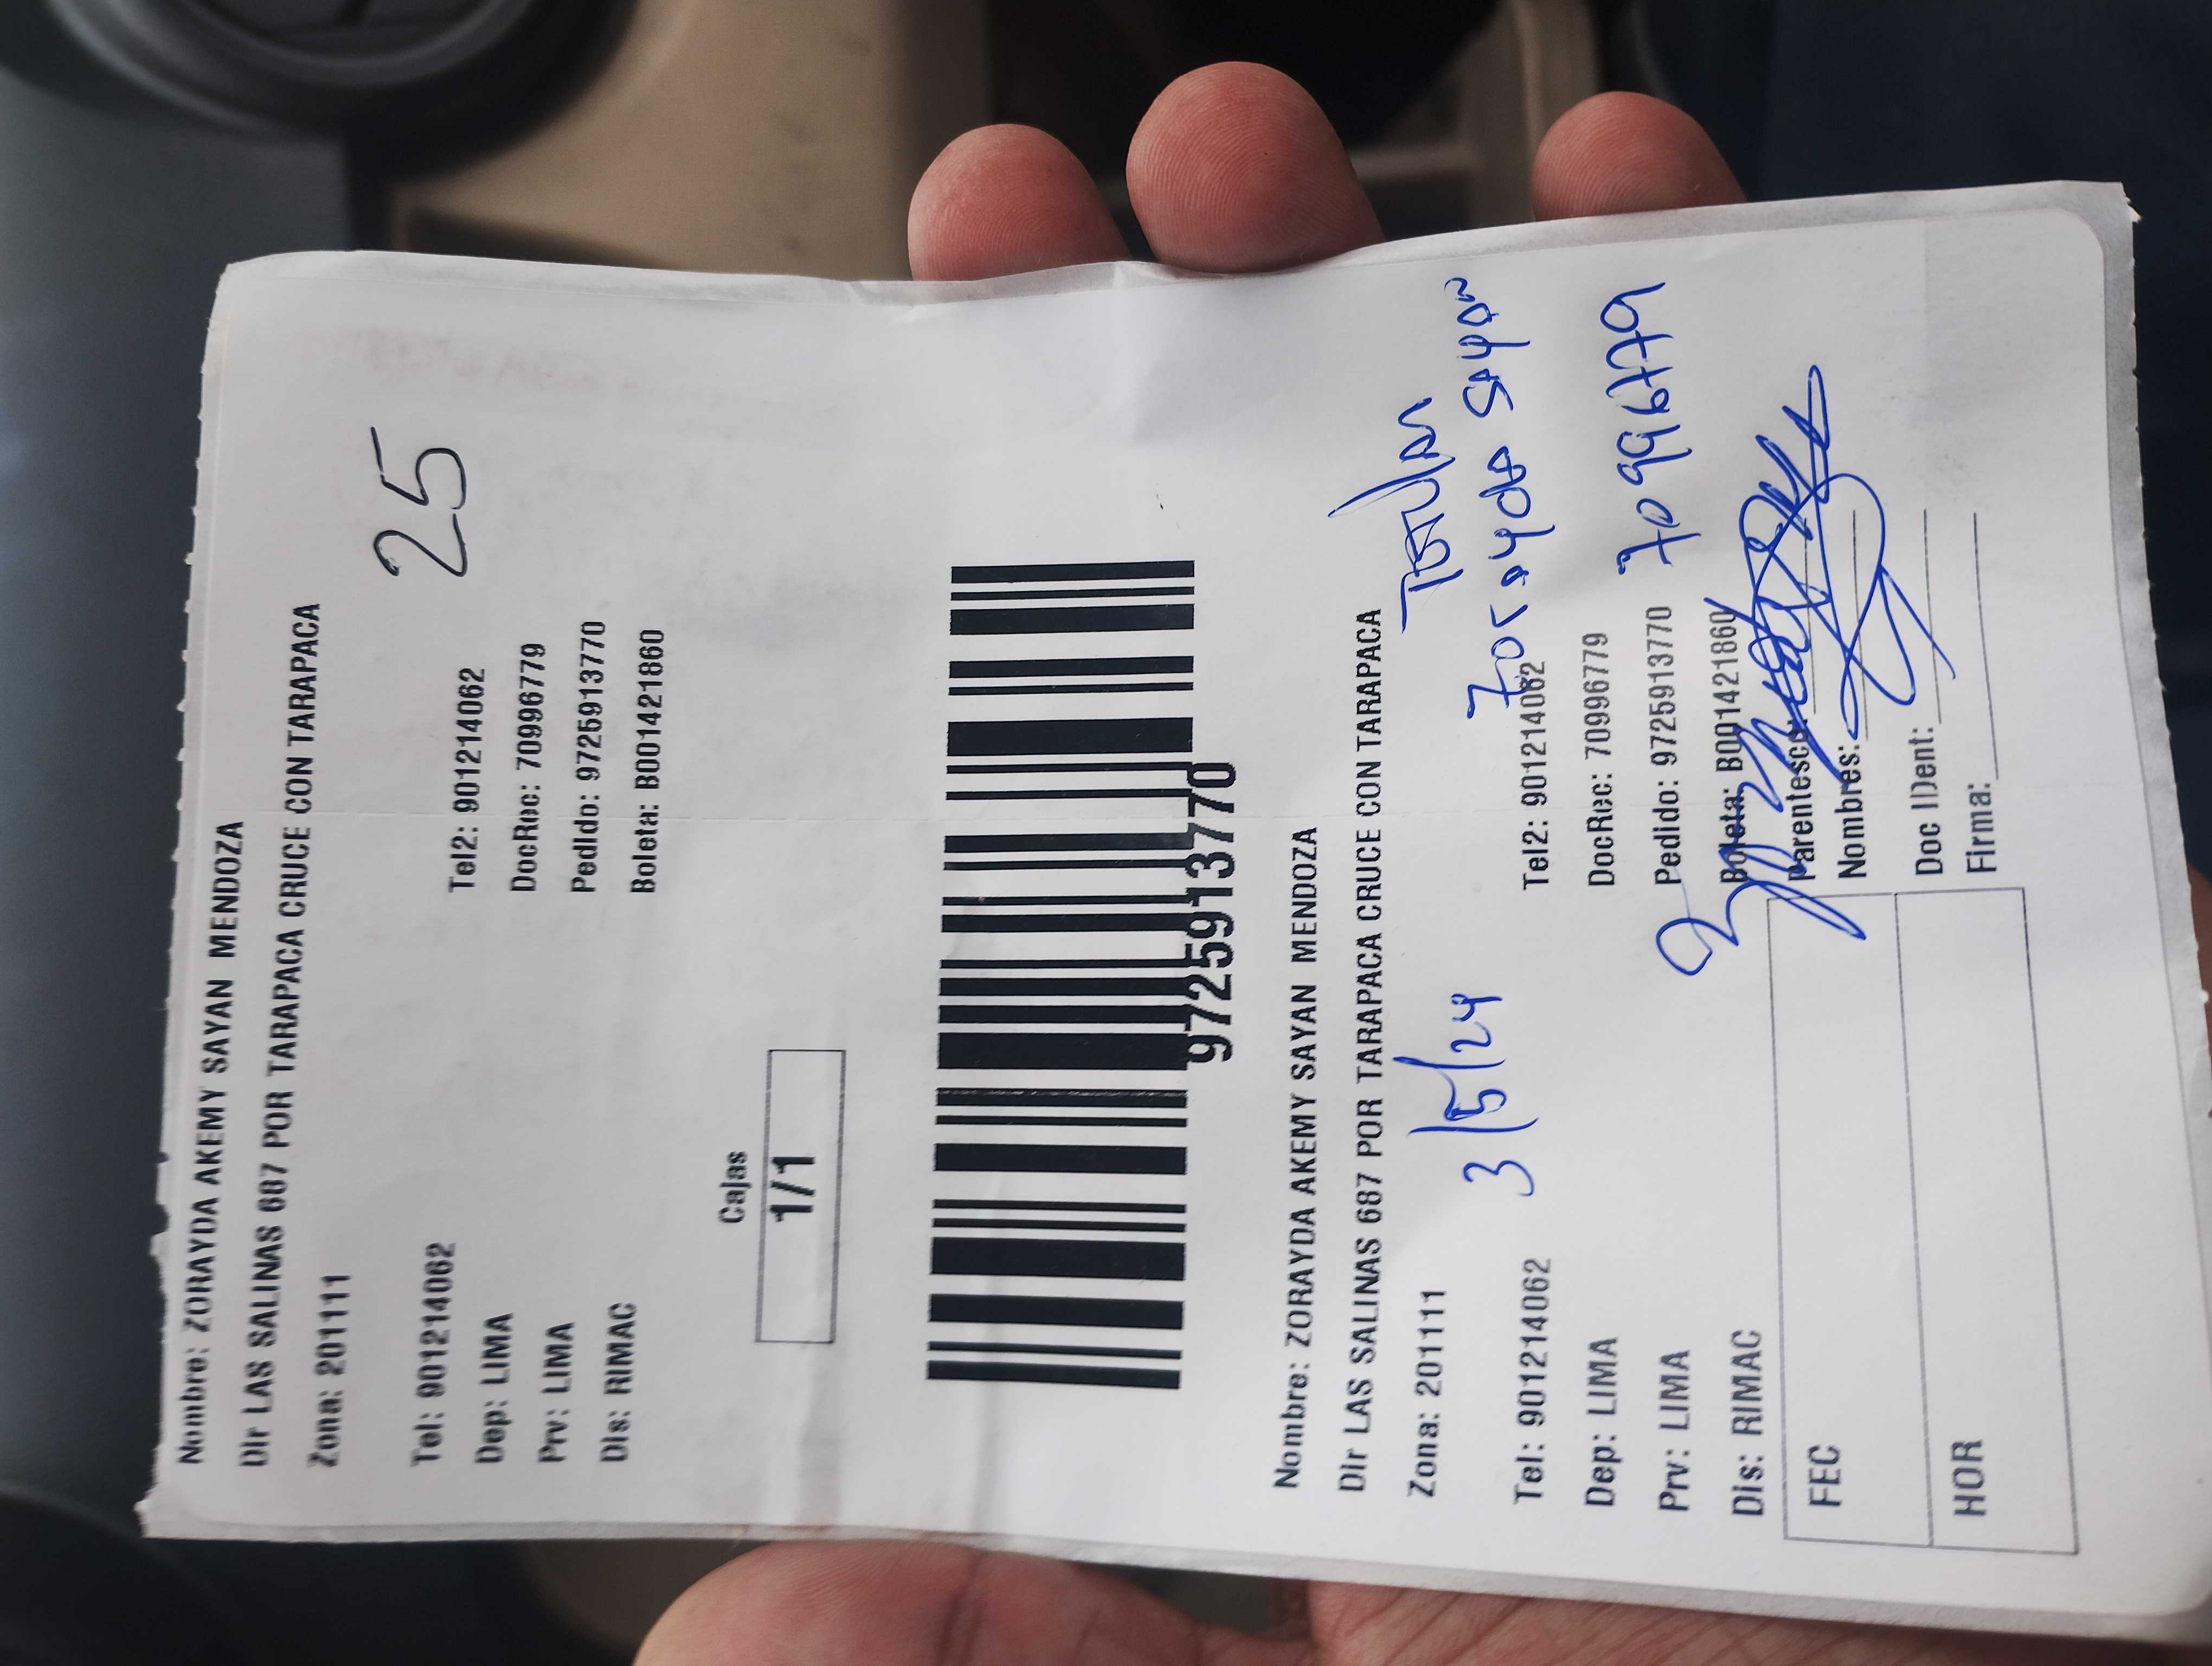 Nombre: ZORAYDA AKEMY SAYAN MENDOZA
Dir LAS SALINAS 687 POR TARAPACA CRUCE CON TARAPACA
Zona: 201111
25
Tel: 901214062 Tel2: 901214062
Dep: LIMA DocRec: 70996779
Prv: LIMA Pedido: 9725913770
Dis: RIMAC Boleta: B001421860
Cajas
1/1
9725913770
Nombre: ZORAYDA AKEMY SAYAN MENDOZA
Dir LAS SALINAS 687 POR TARAPACA CRUCE CON TARAPACA
Zona: 201111 3/5/24
Zorayda Sayan
Tel: 901214062 Tel2: 901214062
Dep: LIMA DocRec: 70996779 70996779
Prv: LIMA Pedido: 9725913770
Dis: RIMAC Boleta: B001421860
FEC Parentesco:
Nombres:
HOR Doc IDent:
Firma: